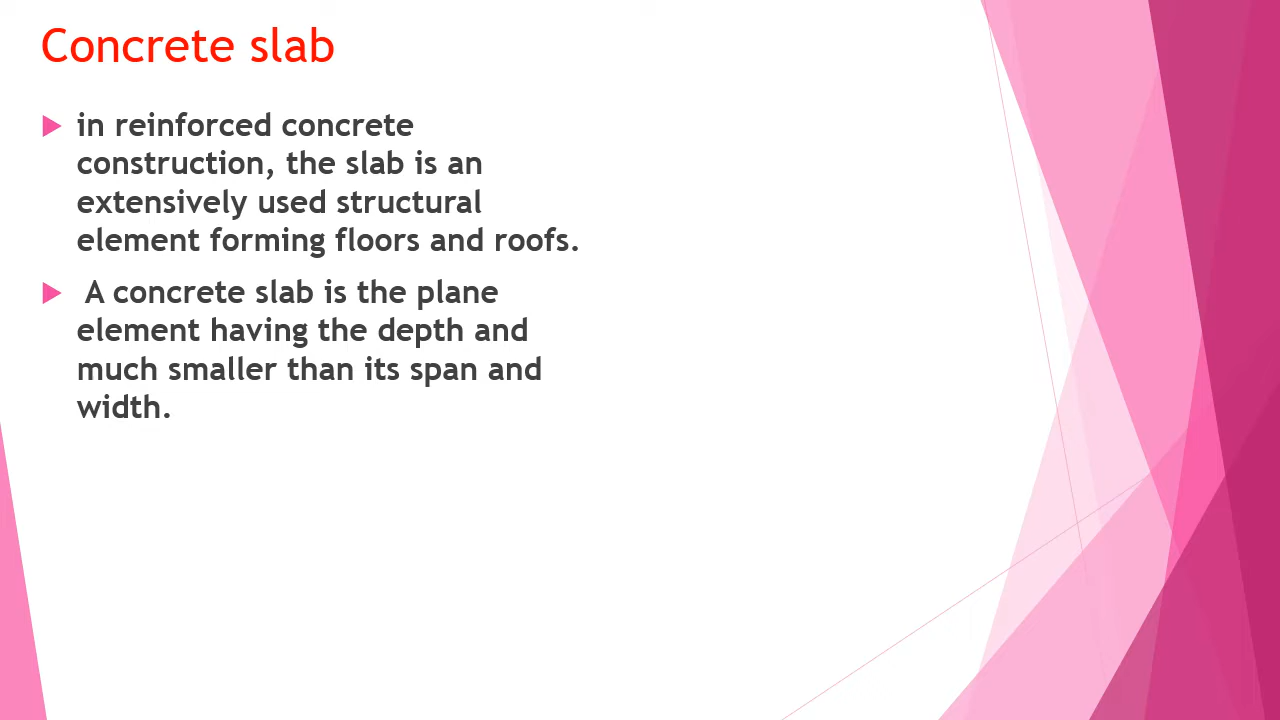 Concrete slab
in reinforced concrete
construction, the slab is an
extensively used structural
element forming floors and roofs.
A concrete slab is the plane
element having the depth and
much smaller than its span and
width.